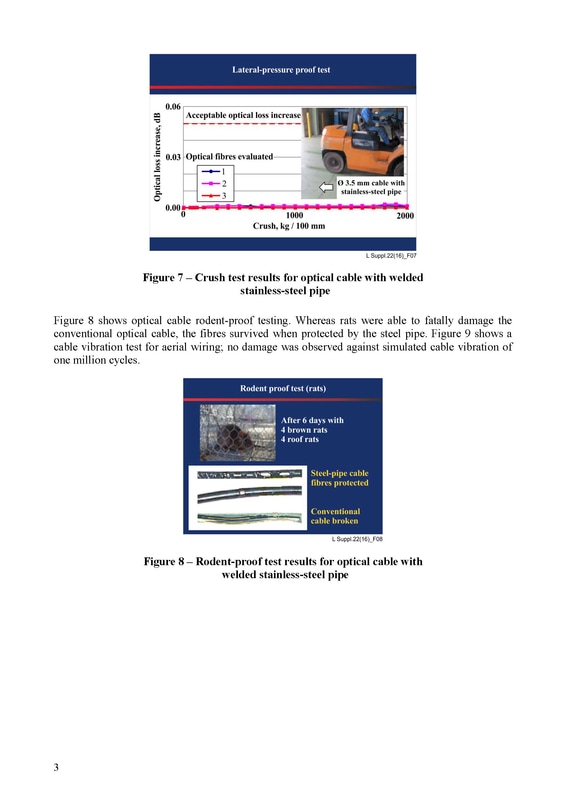 Lateral-pressure proof test
0.06
Acceptable optical loss increase
Optical loss increase, dB
0.03
Optical fibres evaluated
1
2
3
Ø 3.5 mm cable with
stainless-steel pipe
0.00
0
1000
2000
Crush, kg / 100 mm
L Suppl.22(16)_F07
Figure 7 – Crush test results for optical cable with welded
stainless-steel pipe
Figure 8 shows optical cable rodent-proof testing. Whereas rats were able to fatally damage the
conventional optical cable, the fibres survived when protected by the steel pipe. Figure 9 shows a
cable vibration test for aerial wiring; no damage was observed against simulated cable vibration of
one million cycles.
Rodent proof test (rats)
After 6 days with
4 brown rats
4 roof rats
Steel-pipe cable
fibres protected
Conventional
cable broken
L Suppl.22(16)_F08
Figure 8 – Rodent-proof test results for optical cable with
welded stainless-steel pipe
3